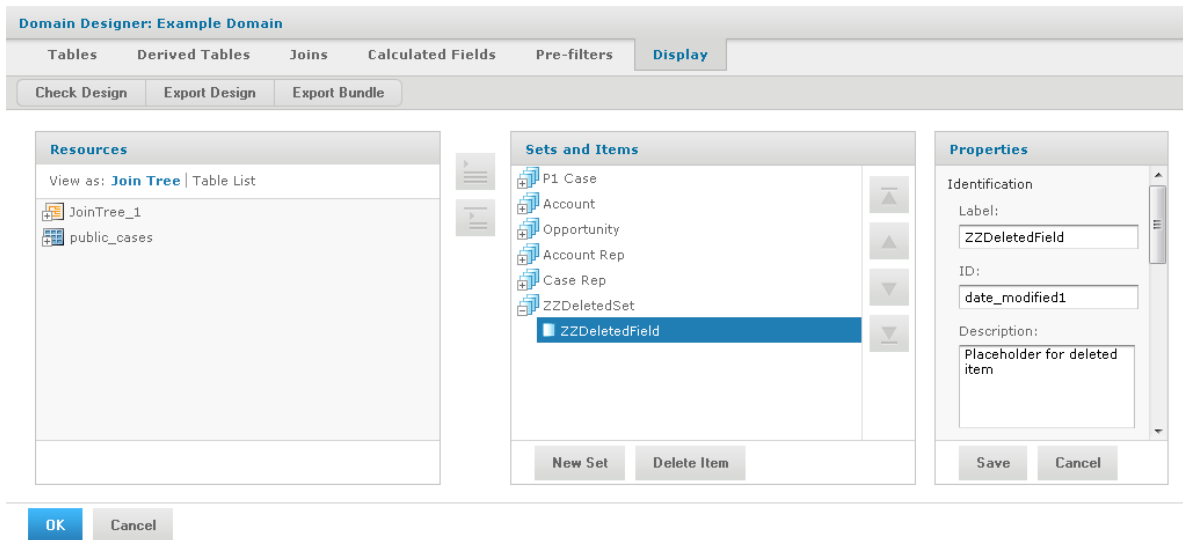 Domain Designer: Example Domain
Tables Derived Tables Joins Calculated Fields Pre-filters Display
Check Design Export Design Export Bundle
Resources
View as: Join Tree | Table List
JoinTree_1
public_cases
Sets and Items
P1 Case
Account
Opportunity
Account Rep
Case Rep
ZZDeletedSet
ZZDeletedField
New Set Delete Item
Properties
Identification
Label:
ZZDeletedField
ID:
date_modified1
Description:
Placeholder for deleted
item
Save Cancel
OK Cancel